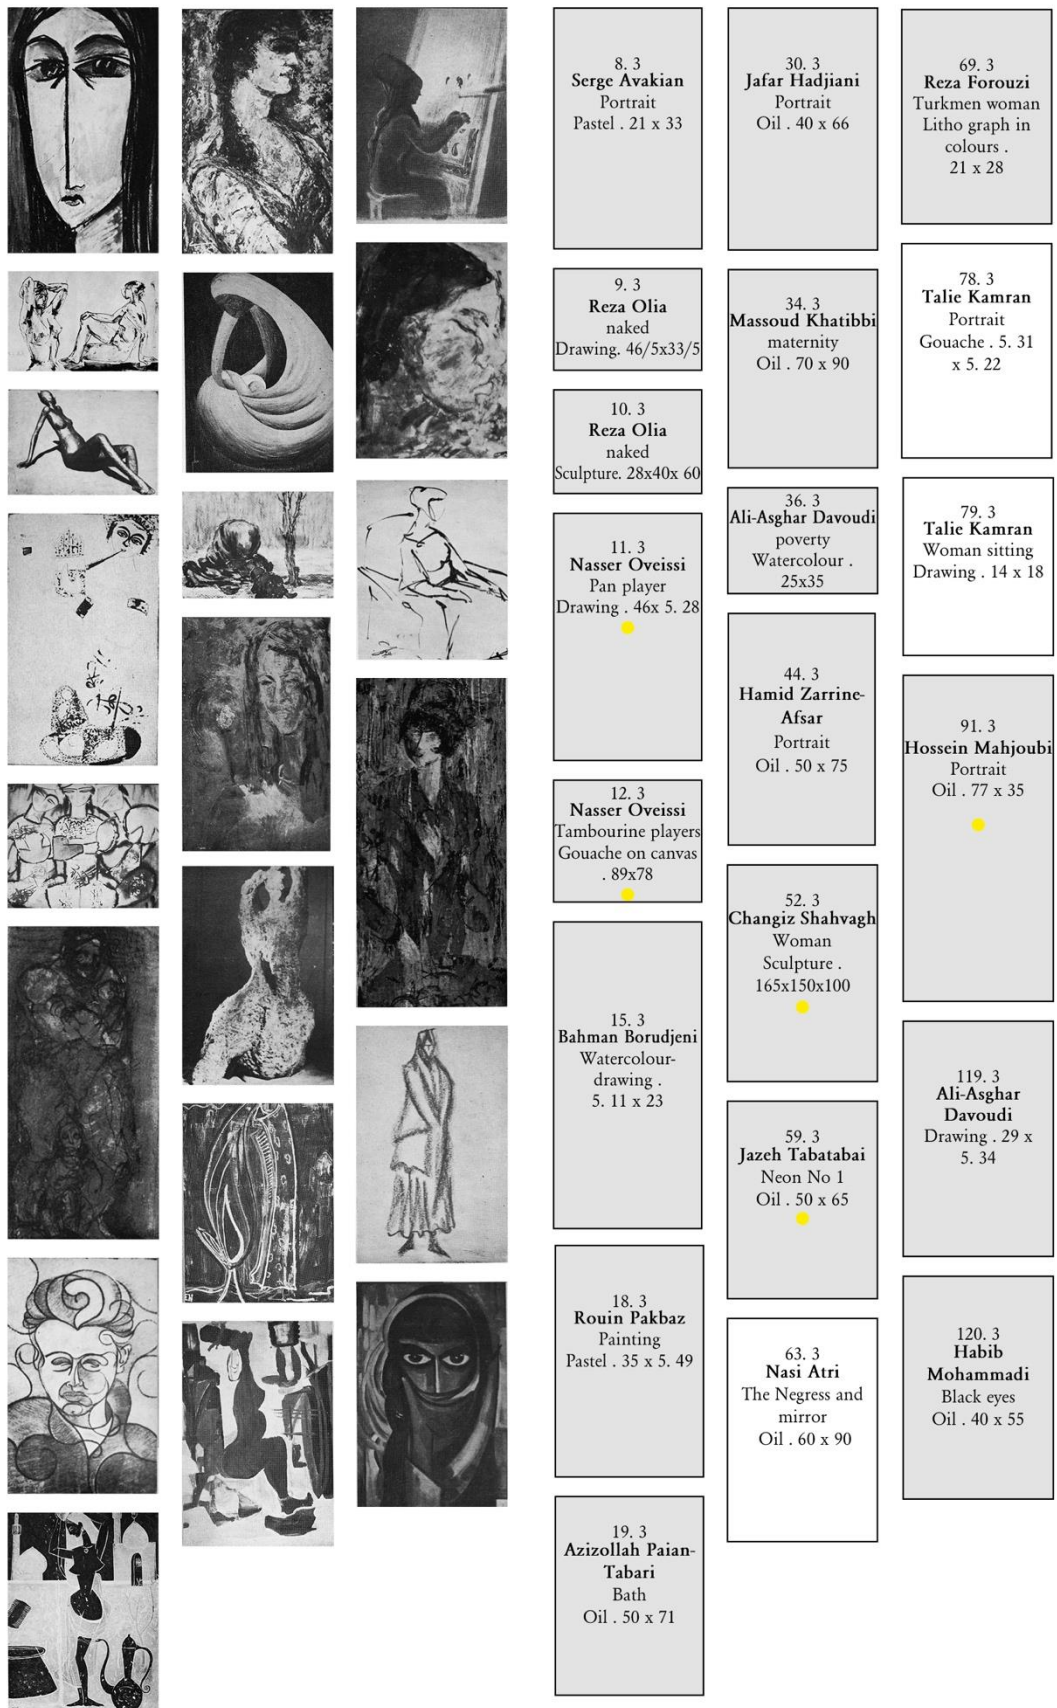 8. 3
Serge Avakian
Portrait
Pastel . 21 x 33
9. 3
Reza Olia
naked
Drawing. 46/5x33/5
10. 3
Reza Olia
naked
Sculpture. 28x40x 60
11. 3
Nasser Oveissi
Pan player
Drawing . 46x 5. 28
12. 3
Nasser Oveissi
Tambourine players
Gouache on canvas
. 89x78
15. 3
Bahman Borudjeni
Watercolour-
drawing .
5. 11 x 23
18. 3
Rouin Pakbaz
Painting
Pastel . 35 x 5. 49
19. 3
Azizollah Paian-
Tabari
Bath
Oil . 50 x 71
30. 3
Jafar Hadjiani
Portrait
Oil . 40 x 66
34. 3
Massoud Khatibbi
maternity
Oil . 70 x 90
36. 3
Ali-Asghar Davoudi
poverty
Watercolour .
25x35
44. 3
Hamid Zarrine-
Afsar
Portrait
Oil . 50 x 75
52. 3
Changiz Shahvagh
Woman
Sculpture .
165x150x100
59. 3
Jazeh Tabatabai
Neon No 1
Oil . 50 x 65
63. 3
Nasi Atri
The Negress and
mirror
Oil . 60 x 90
69. 3
Reza Forouzi
Turkmen woman
Litho graph in
colours .
21 x 28
78. 3
Talie Kamran
Portrait
Gouache . 5. 31
x 5. 22
79. 3
Talie Kamran
Woman sitting
Drawing . 14 x 18
91. 3
Hossein Mahjoubi
Portrait
Oil . 77 x 35
119. 3
Ali-Asghar
Davoudi
Drawing . 29 x
5. 34
120. 3
Habib
Mohammadi
Black eyes
Oil . 40 x 55